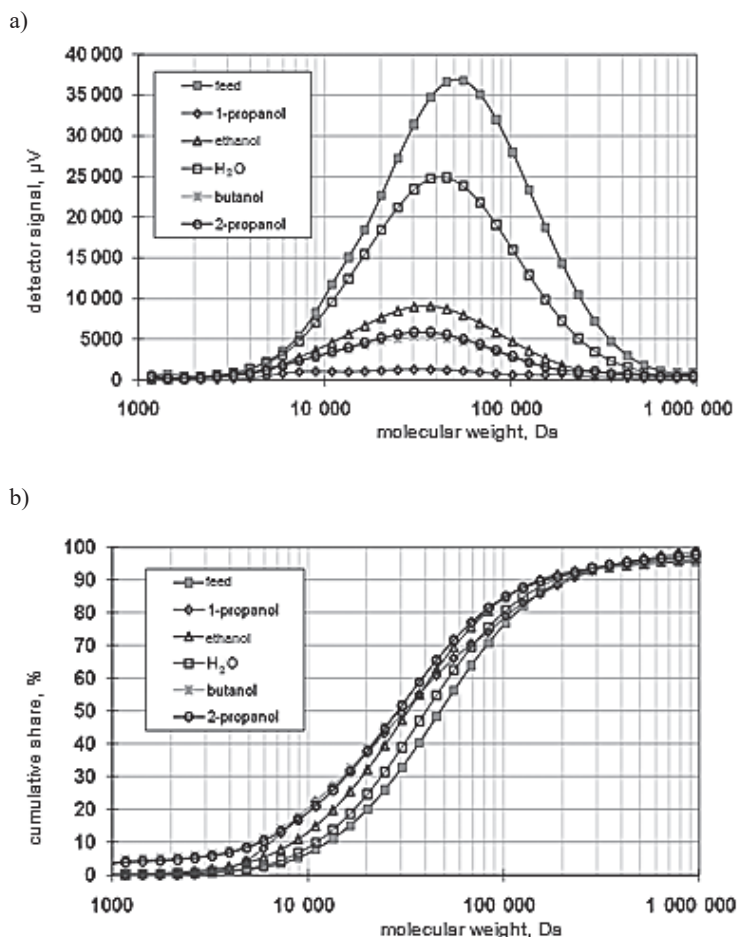 a)
40 000
35 000
30 000
25 000
20 000
15 000
10 000
5000
0
detector signal, µV
feed
1-propanol
ethanol
H₂O
butanol
2-propanol
1000
10 000
100 000
1 000 000
molecular weight, Da
b)
100
90
80
70
60
50
40
30
20
10
0
cumulative share, %
feed
1-propanol
ethanol
H₂O
butanol
2-propanol
1000
10 000
100 000
1 000 000
molecular weight, Da